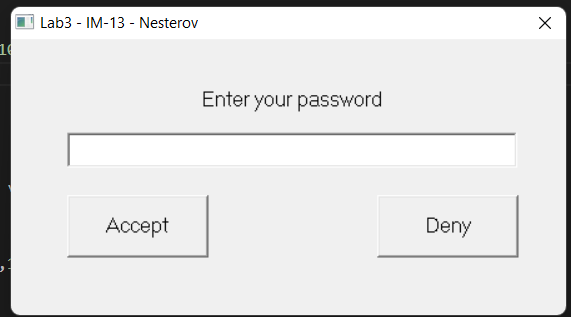 Lab3 - IM-13 - Nesterov
Enter your password
Accept
Deny